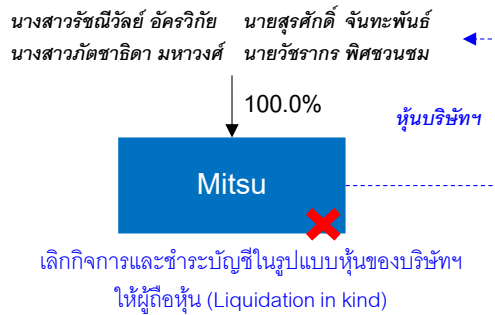 นางสาวรัชณีวัลย์ อัครวิกัย นายสุรศักดิ์ จันทะพันธ์
นางสาวภัตชาธิดา มหาวงศ์ นายวัชรากร พิศชวนชม
100.0%
หุ้นบริษัทฯ
Mitsu
เลิกกิจการและชำระบัญชีในรูปแบบหุ้นของบริษัทฯ
ให้ผู้ถือหุ้น (Liquidation in kind)